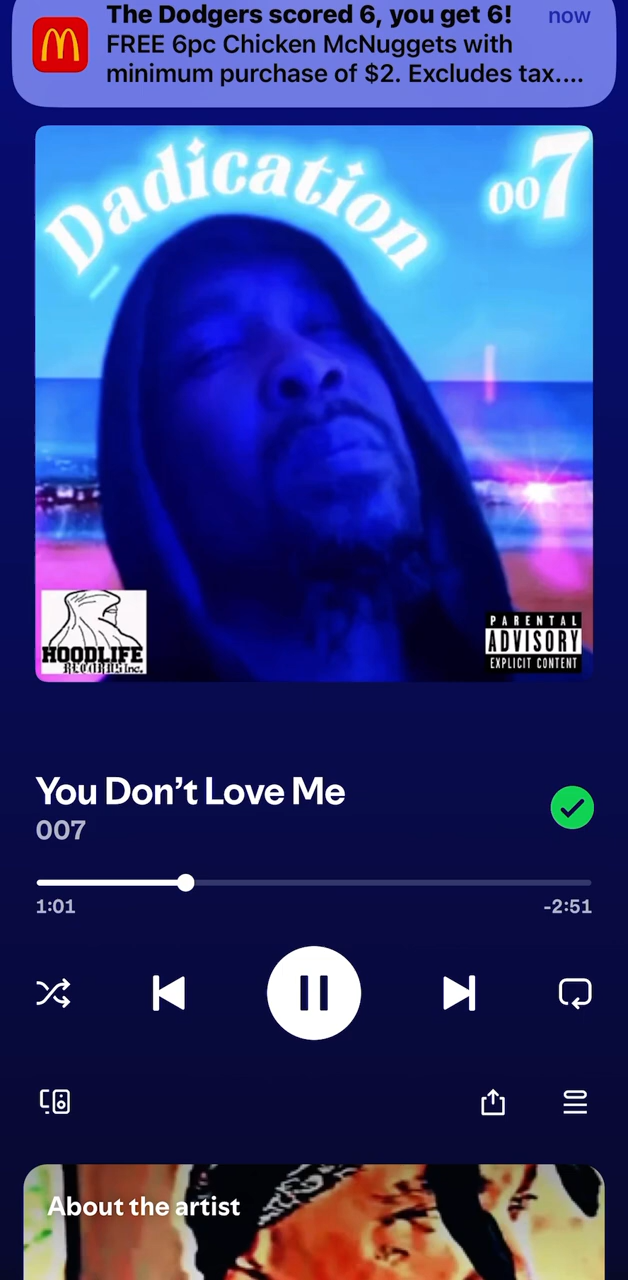 The Dodgers scored 6, you get 6!
now
FREE 6pc Chicken McNuggets with
minimum purchase of $2. Excludes tax....
Dadication
007
HOODLIFE
RECORDS Inc.
PARENTAL
ADVISORY
EXPLICIT CONTENT
You Don’t Love Me
007
1:01
-2:51
About the artist